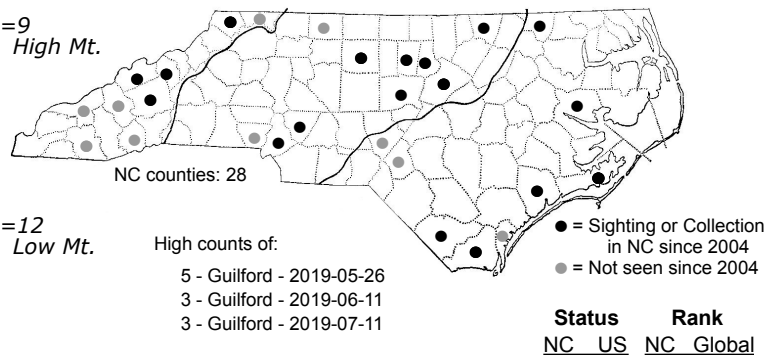 =9
High Mt.
NC counties: 28
=12
Low Mt.
High counts of:
5 - Guilford - 2019-05-26
3 - Guilford - 2019-06-11
3 - Guilford - 2019-07-11
● = Sighting or Collection
in NC since 2004
● = Not seen since 2004
Status Rank
NC US NC Global